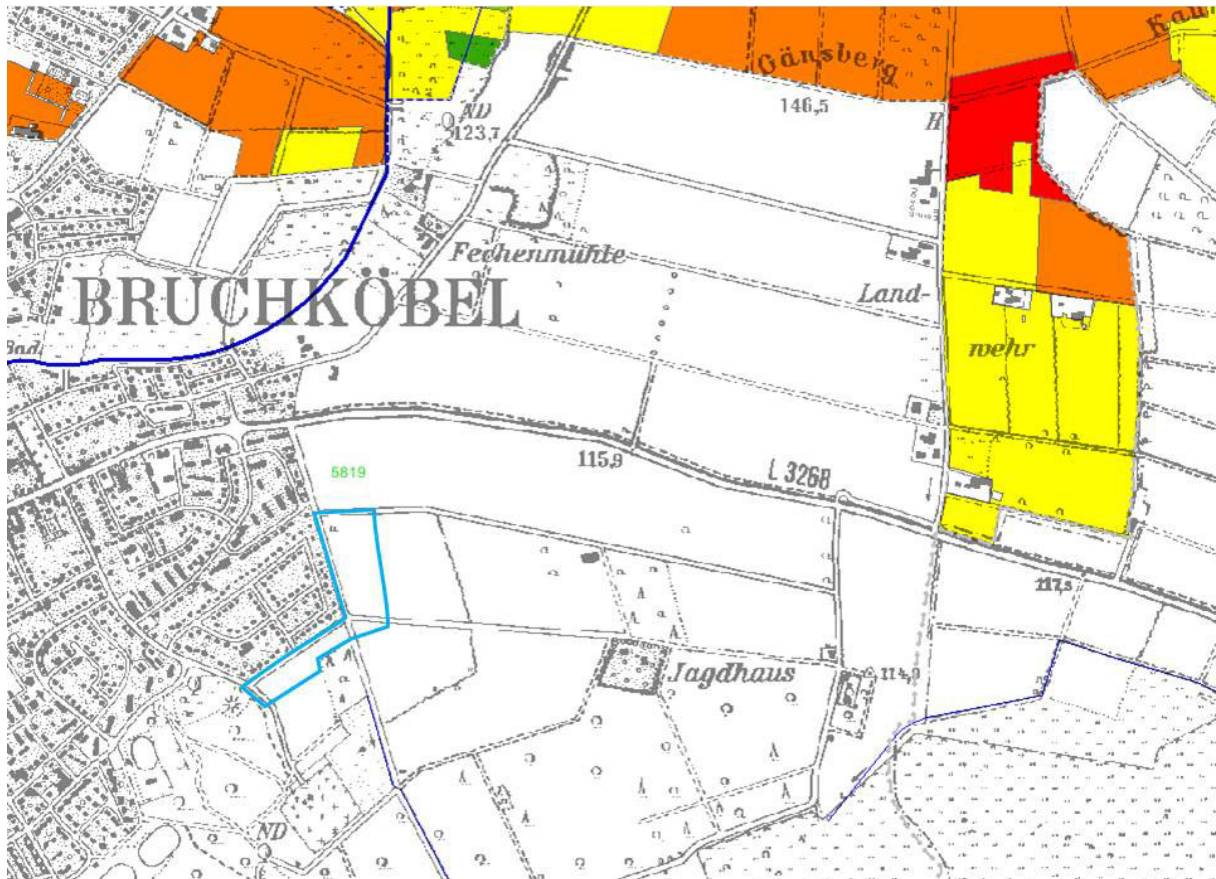 Gänsberg
146,5
H
ND
123,7
Fechenmühle
BRUCHKÖBEL
Land-
wehr
Bad
5819
115,9
L 3268
117,5
Jagdhaus
114,9
ND